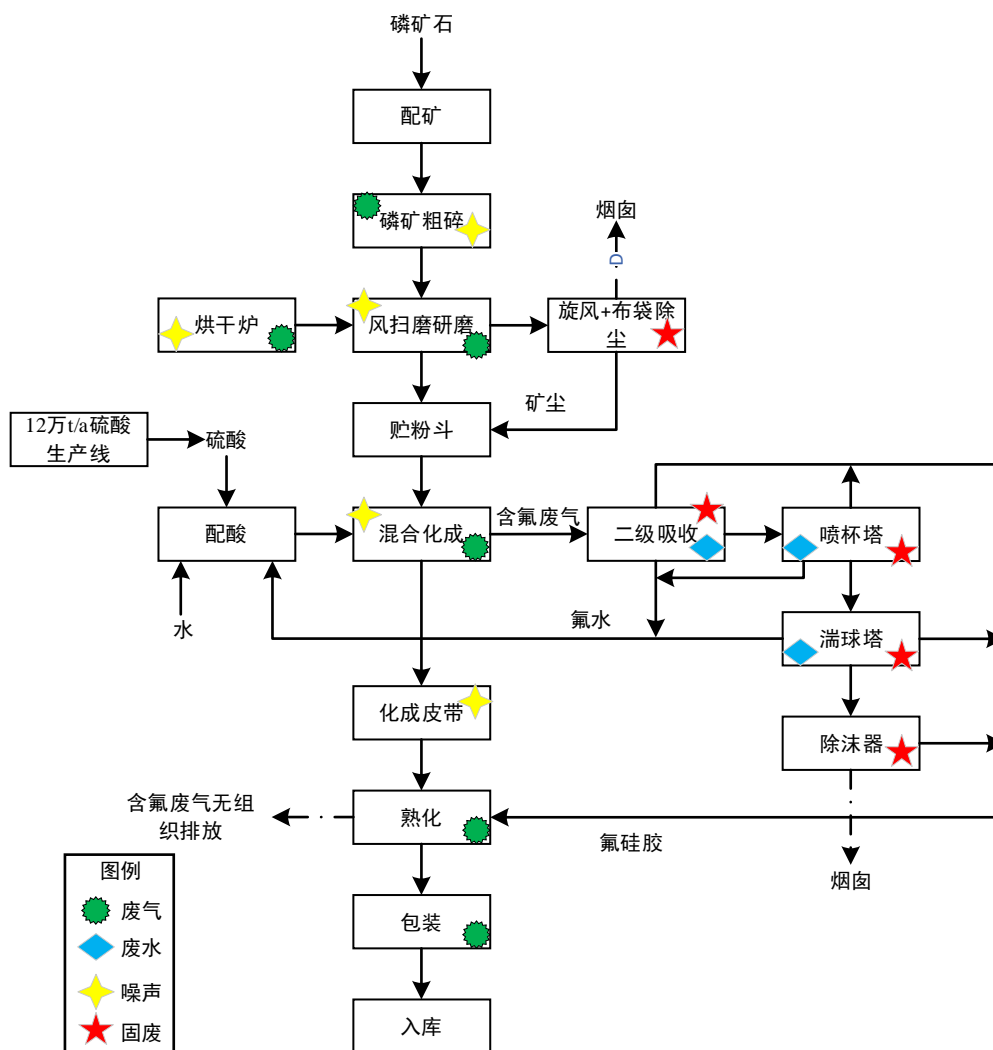 磷矿石
配矿
磷矿粗碎
烟囱
烘干炉
风扫磨研磨
旋风+布袋除
尘
D
矿尘
12万t/a硫酸
生产线
硫酸
贮粉斗
配酸
混合化成
含氟废气
二级吸收
喷杯塔
水
氟水
湍球塔
化成皮带
除沫器
含氟废气无组
织排放
熟化
氟硅胶
烟囱
图例
废气
废水
噪声
固废
包装
入库